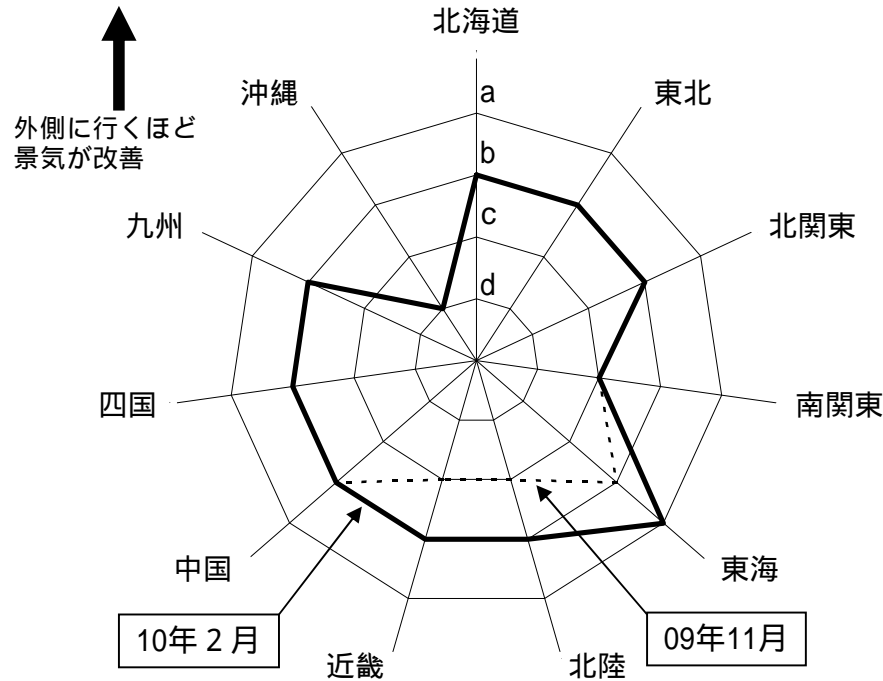 北海道
a
沖縄
東北
外側に行くほど
景気が改善
b
九州
c
北関東
d
四国
南関東
中国
東海
10年２月
09年11月
近畿
北陸